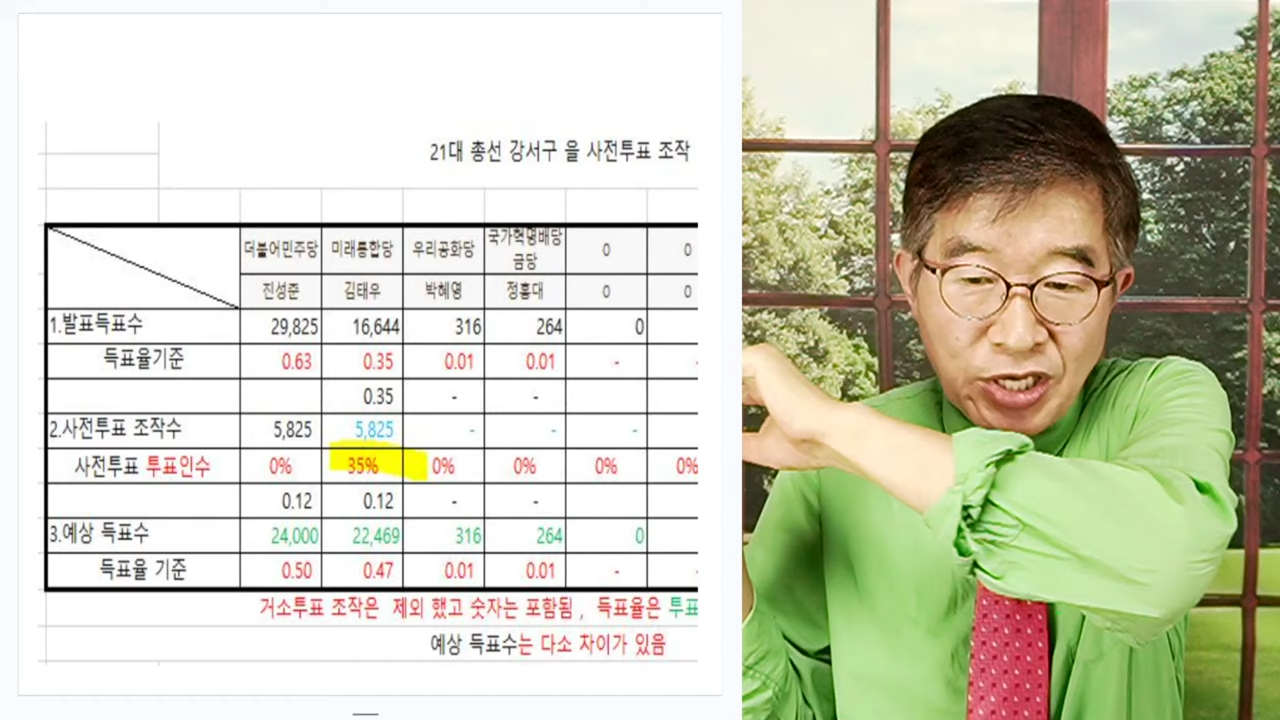 21대 총선 강서구 을 사전투표 조작
더불어민주당 미래통합당 우리공화당 국가혁명배당금당 0 0
진성준 김태우 박혜영 정홍대 0 0
1.발표득표수 29,825 16,644 316 264 0
득표율기준 0.63 0.35 0.01 0.01 - -
0.35 - -
2.사전투표 조작수 5,825 5,825 - - -
사전투표 투표인수 0% 35% 0% 0% 0% 0%
0.12 0.12 - -
3.예상 득표수 24,000 22,469 316 264 0
득표율 기준 0.50 0.47 0.01 0.01 - -
거소투표 조작은 제외 했고 숫자는 포함됨 , 득표율은 투표
예상 득표수는 다소 차이가 있음